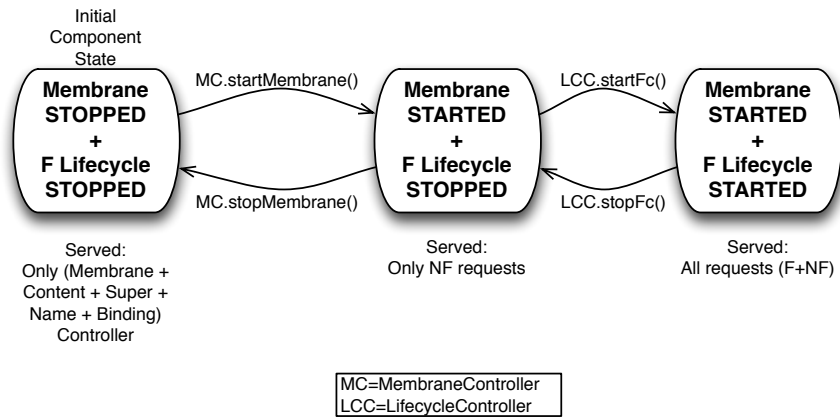 Initial
Component
State
Membrane
STOPPED
+
F Lifecycle
STOPPED
MC.startMembrane()
MC.stopMembrane()
Membrane
STARTED
+
F Lifecycle
STOPPED
LCC.startFc()
LCC.stopFc()
Membrane
STARTED
+
F Lifecycle
STARTED
Served:
Only (Membrane +
Content + Super +
Name + Binding)
Controller
Served:
Only NF requests
Served:
All requests (F+NF)
MC=MembraneController
LCC=LifecycleController